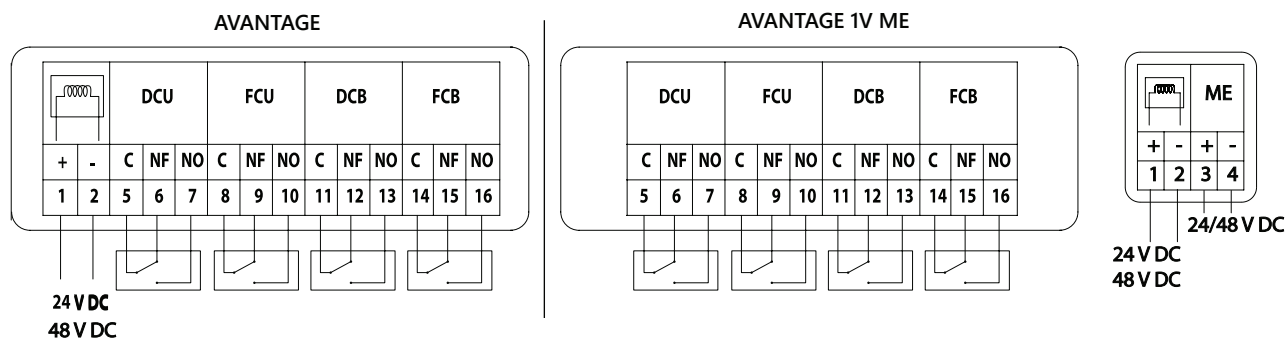 AVANTAGE
DCU FCU DCB FCB
+ - C NF NO C NF NO C NF NO C NF NO
1 2 5 6 7 8 9 10 11 12 13 14 15 16
24 V DC
48 V DC
AVANTAGE 1V ME
DCU FCU DCB FCB
C NF NO C NF NO C NF NO C NF NO
5 6 7 8 9 10 11 12 13 14 15 16
ME
+ - + -
1 2 3 4
24/48 V DC
24 V DC
48 V DC